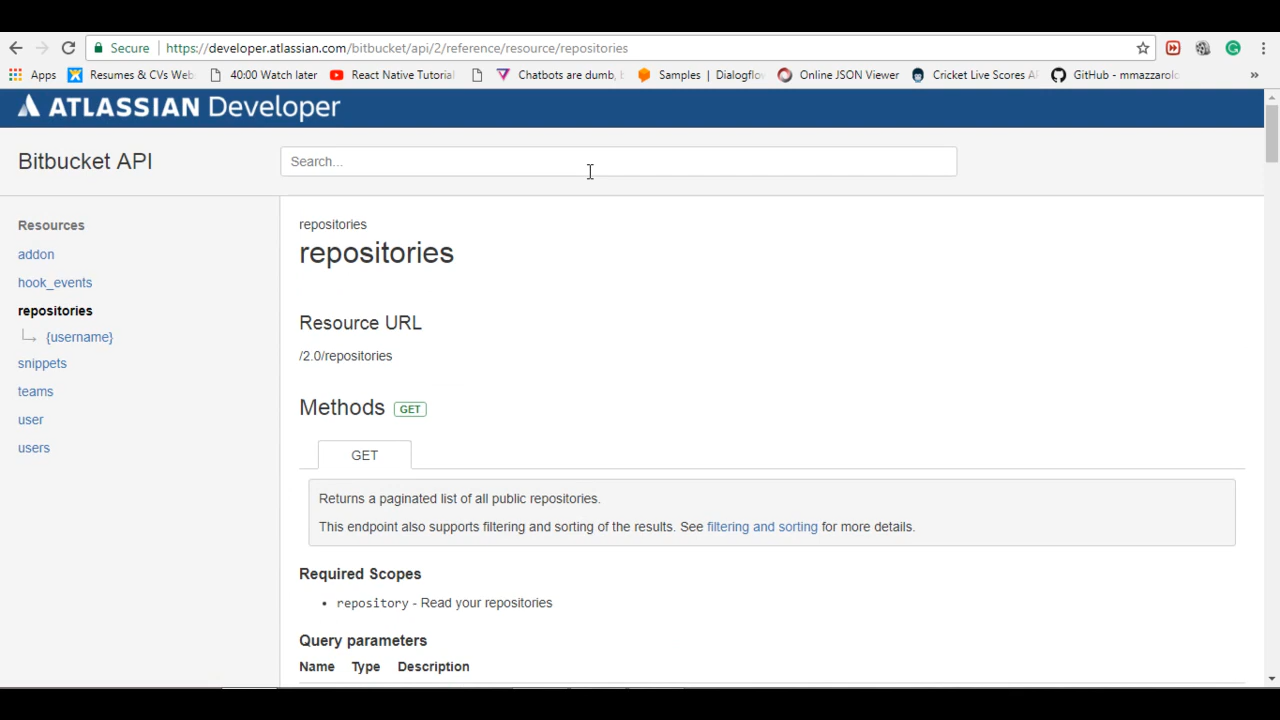 Secure https://developer.atlassian.com/bitbucket/api/2/reference/resource/repositories
Apps Resumes & CVs Web 40:00 Watch later React Native Tutorial Chatbots are dumb, Samples | Dialogflo Online JSON Viewer Cricket Live Scores A GitHub - mmazzarolo »
ATLASSIAN Developer
Bitbucket API
Search...
Resources
addon
hook_events
repositories
{username}
snippets
teams
user
users
repositories
repositories
Resource URL
/2.0/repositories
Methods GET
GET
Returns a paginated list of all public repositories.
This endpoint also supports filtering and sorting of the results. See filtering and sorting for more details.
Required Scopes
• repository - Read your repositories
Query parameters
Name Type Description